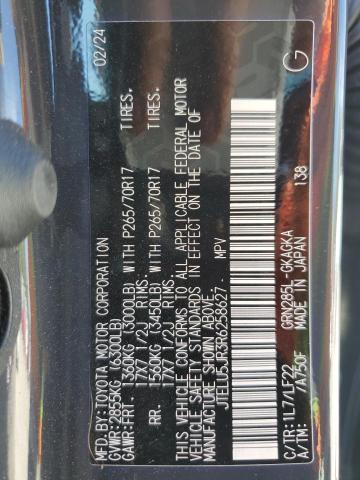 MFD.BY:TOYOTA MOTOR CORPORATION 02/24
GVWR:2855KG (6300LB)
GAWR:FRT. 1360KG (3000LB) WITH P265/70R17 TIRES.
17X7 1/2J RIMS:
RR. 1560KG (3450LB) WITH P265/70R17 TIRES.
17X7 1/2J RIMS:
THIS VEHICLE CONFORMS TO ALL APPLICABLE FEDERAL MOTOR
VEHICLE SAFETY STANDARDS IN EFFECT ON THE DATE OF
MANUFACTURE SHOWN ABOVE.
JTEEU5JR3R6258627 MPV
C/TR:1L7/LF22 GRN285L-GKAGKA
A/TM: /A750F MADE IN JAPAN 138 G